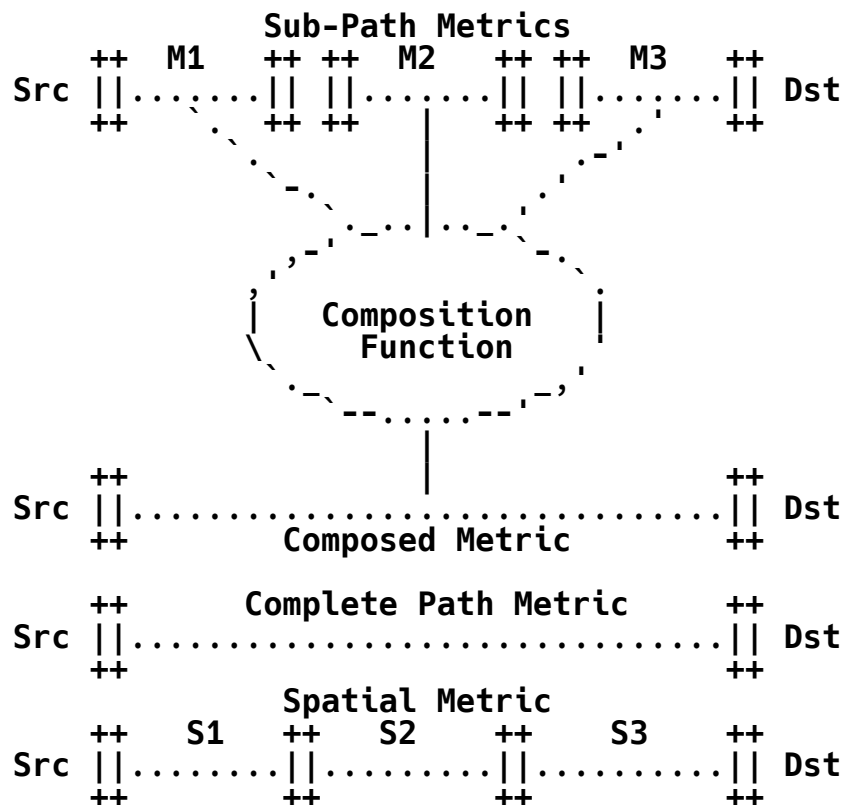 Sub-Path Metrics
++ M1 ++ ++ M2 ++ ++ M3 ++
Src ||.......|| ||.......|| ||.......|| Dst
++ `. ++ ++ | ++ ++ .' ++
`. | .-'
`-. | .'
`._..|.._.'
,-' `-.
,' `.
| Composition |
\ Function '
`._ _,'
`--.....--'
|
++ | ++
Src ||...............................|| Dst
++ Composed Metric ++
++ Complete Path Metric ++
Src ||...............................|| Dst
++ ++
Spatial Metric
++ S1 ++ S2 ++ S3 ++
Src ||........||.........||..........|| Dst
++ ++ ++ ++